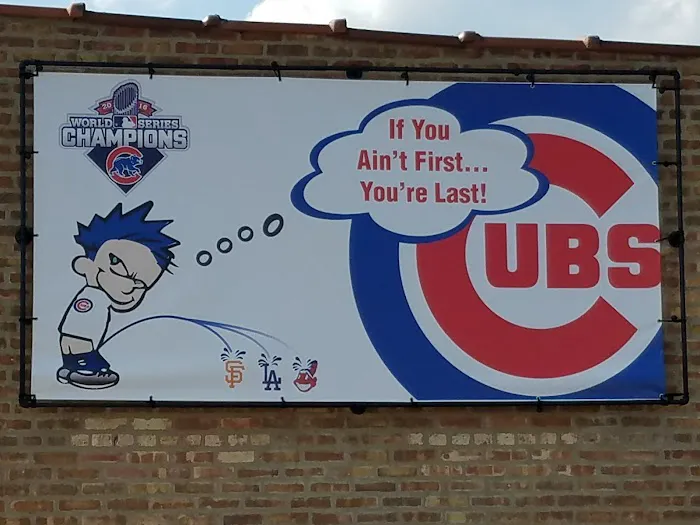 2016
WORLD SERIES
CHAMPIONS
If You
Ain't First...
You're Last!
CUBS
SF
LA